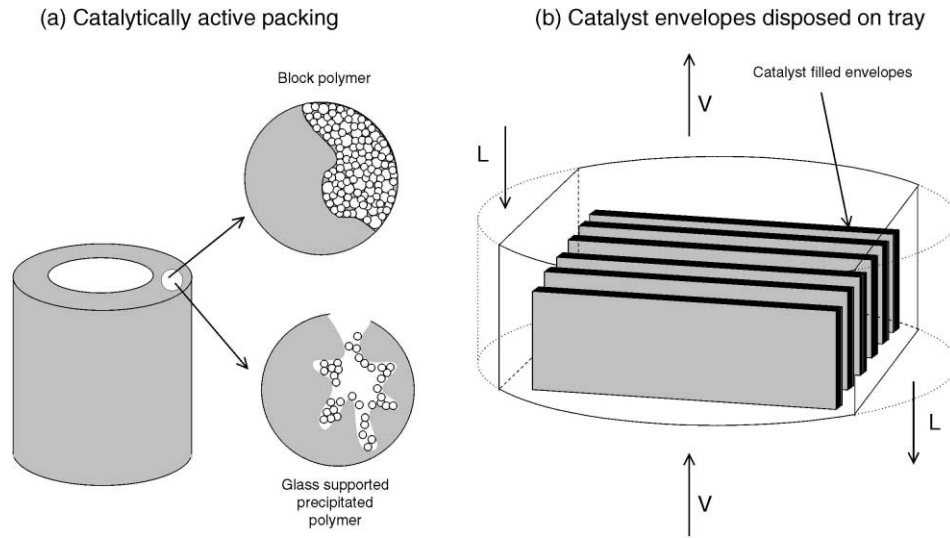 (a) Catalytically active packing
Block polymer
Glass supported
precipitated
polymer
(b) Catalyst envelopes disposed on tray
Catalyst filled envelopes
V
L
L
V